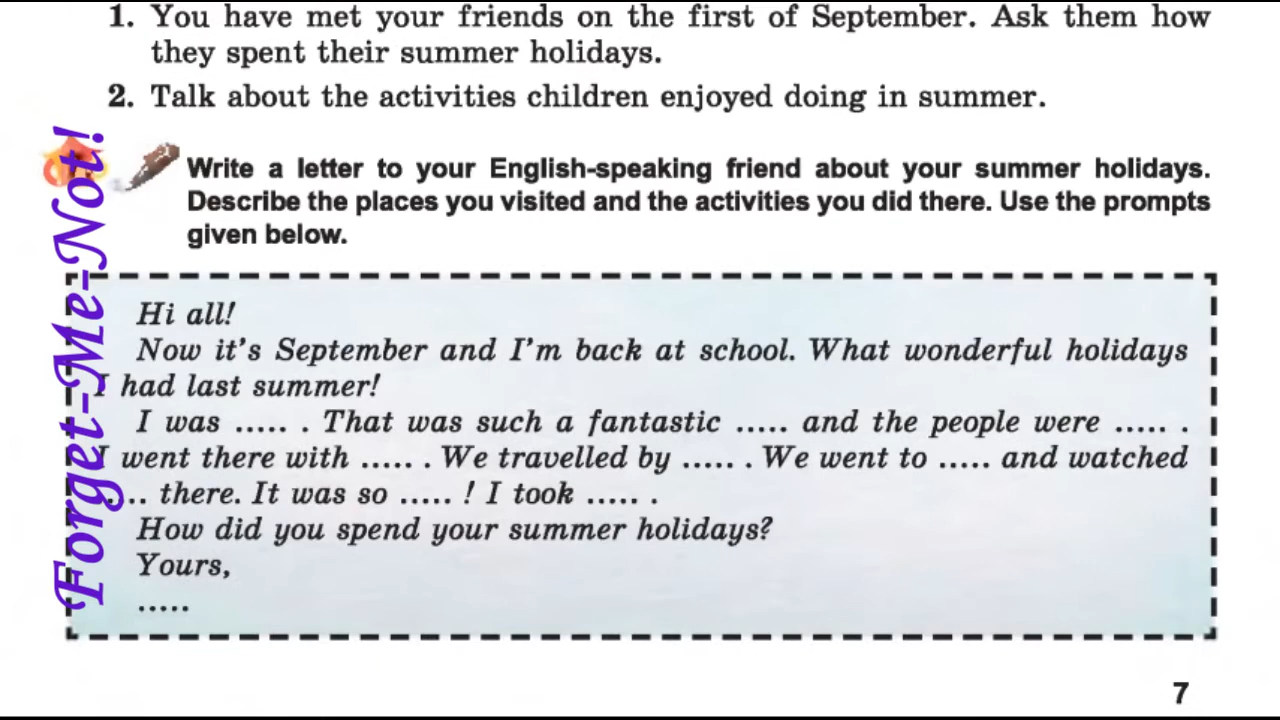 1. You have met your friends on the first of September. Ask them how
they spent their summer holidays.
2. Talk about the activities children enjoyed doing in summer.
Forget-Me-Not!
Write a letter to your English-speaking friend about your summer holidays.
Describe the places you visited and the activities you did there. Use the prompts
given below.
Hi all!
Now it's September and I'm back at school. What wonderful holidays
I had last summer!
I was ..... . That was such a fantastic ..... and the people were ..... .
I went there with ..... . We travelled by ..... . We went to ..... and watched
..... there. It was so ..... ! I took ..... .
How did you spend your summer holidays?
Yours,
.....
7